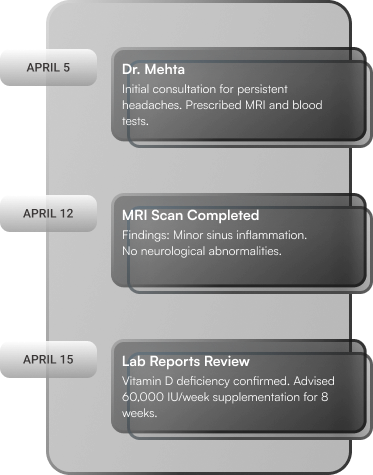 APRIL 5
Dr. Mehta
Initial consultation for persistent
headaches. Prescribed MRI and blood
tests.
APRIL 12
MRI Scan Completed
Findings: Minor sinus inflammation.
No neurological abnormalities.
APRIL 15
Lab Reports Review
Vitamin D deficiency confirmed. Advised
60,000 IU/week supplementation for 8
weeks.